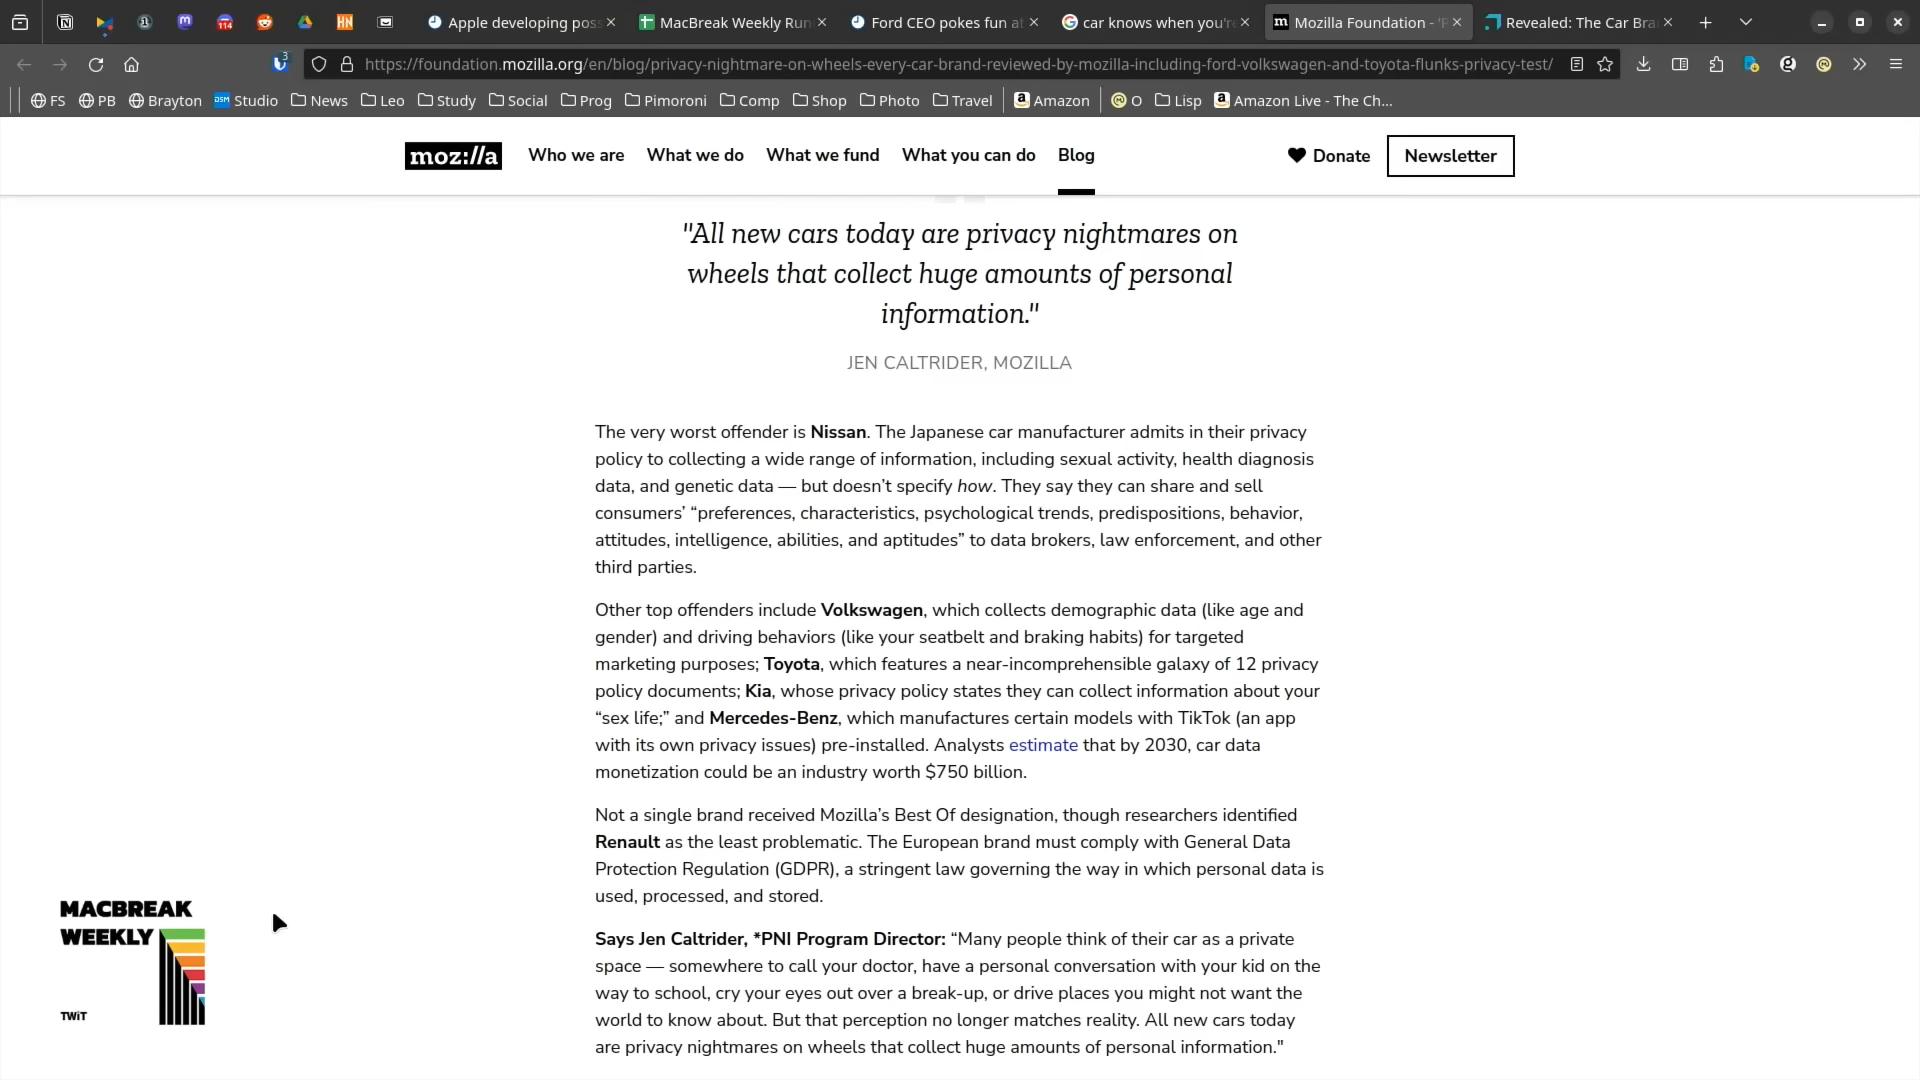 Apple developing pos
MacBreak Weekly Run
Ford CEO pokes fun at
car knows when you're
Mozilla Foundation - 'P
Revealed: The Car Bra
114
HN
3
https://foundation.mozilla.org/en/blog/privacy-nightmare-on-wheels-every-car-brand-reviewed-by-mozilla-including-ford-volkswagen-and-toyota-flunks-privacy-test/
FS PB Brayton DSM Studio News Leo Study Social Prog Pimoroni Comp Shop Photo Travel Amazon O Lisp Amazon Live - The Ch...
moz://a Who we are What we do What we fund What you can do Blog Donate Newsletter
"All new cars today are privacy nightmares on
wheels that collect huge amounts of personal
information."
JEN CALTRIDER, MOZILLA
The very worst offender is Nissan. The Japanese car manufacturer admits in their privacy
policy to collecting a wide range of information, including sexual activity, health diagnosis
data, and genetic data — but doesn’t specify how. They say they can share and sell
consumers’ “preferences, characteristics, psychological trends, predispositions, behavior,
attitudes, intelligence, abilities, and aptitudes” to data brokers, law enforcement, and other
third parties.
Other top offenders include Volkswagen, which collects demographic data (like age and
gender) and driving behaviors (like your seatbelt and braking habits) for targeted
marketing purposes; Toyota, which features a near-incomprehensible galaxy of 12 privacy
policy documents; Kia, whose privacy policy states they can collect information about your
“sex life;” and Mercedes-Benz, which manufactures certain models with TikTok (an app
with its own privacy issues) pre-installed. Analysts estimate that by 2030, car data
monetization could be an industry worth $750 billion.
Not a single brand received Mozilla’s Best Of designation, though researchers identified
Renault as the least problematic. The European brand must comply with General Data
Protection Regulation (GDPR), a stringent law governing the way in which personal data is
used, processed, and stored.
Says Jen Caltrider, *PNI Program Director: “Many people think of their car as a private
space — somewhere to call your doctor, have a personal conversation with your kid on the
way to school, cry your eyes out over a break-up, or drive places you might not want the
world to know about. But that perception no longer matches reality. All new cars today
are privacy nightmares on wheels that collect huge amounts of personal information."
MACBREAK
WEEKLY
TWiT